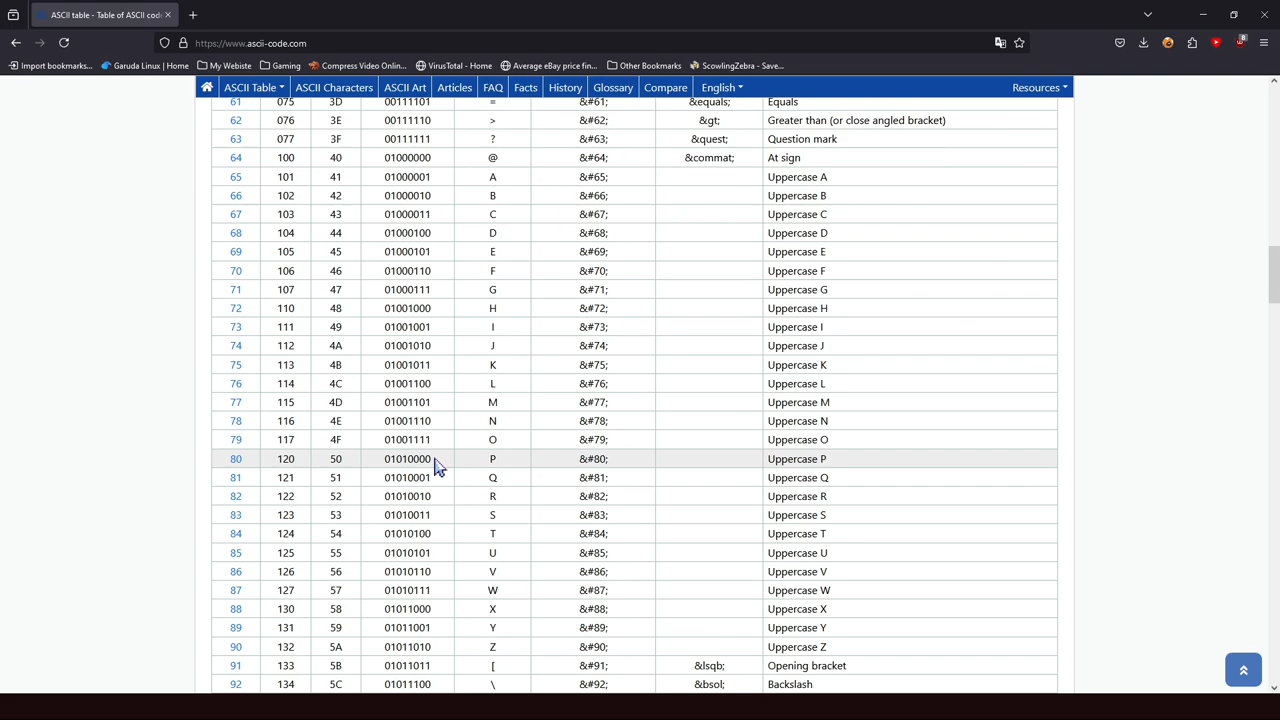 ASCII table - Table of ASCII cod
https://www.ascii-code.com
8
Import bookmarks... Garuda Linux | Home My Webiste Gaming Compress Video Onlin... VirusTotal - Home Average eBay price fin... Other Bookmarks ScowlingZebra - Save...
ASCII Table ASCII Characters ASCII Art Articles FAQ Facts History Glossary Compare English Resources
61 075 3D 00111101 = &#61; &equals; Equals
62 076 3E 00111110 > &#62; &gt; Greater than (or close angled bracket)
63 077 3F 00111111 ? &#63; &quest; Question mark
64 100 40 01000000 @ &#64; &commat; At sign
65 101 41 01000001 A &#65; Uppercase A
66 102 42 01000010 B &#66; Uppercase B
67 103 43 01000011 C &#67; Uppercase C
68 104 44 01000100 D &#68; Uppercase D
69 105 45 01000101 E &#69; Uppercase E
70 106 46 01000110 F &#70; Uppercase F
71 107 47 01000111 G &#71; Uppercase G
72 110 48 01001000 H &#72; Uppercase H
73 111 49 01001001 I &#73; Uppercase I
74 112 4A 01001010 J &#74; Uppercase J
75 113 4B 01001011 K &#75; Uppercase K
76 114 4C 01001100 L &#76; Uppercase L
77 115 4D 01001101 M &#77; Uppercase M
78 116 4E 01001110 N &#78; Uppercase N
79 117 4F 01001111 O &#79; Uppercase O
80 120 50 01010000 P &#80; Uppercase P
81 121 51 01010001 Q &#81; Uppercase Q
82 122 52 01010010 R &#82; Uppercase R
83 123 53 01010011 S &#83; Uppercase S
84 124 54 01010100 T &#84; Uppercase T
85 125 55 01010101 U &#85; Uppercase U
86 126 56 01010110 V &#86; Uppercase V
87 127 57 01010111 W &#87; Uppercase W
88 130 58 01011000 X &#88; Uppercase X
89 131 59 01011001 Y &#89; Uppercase Y
90 132 5A 01011010 Z &#90; Uppercase Z
91 133 5B 01011011 [ &#91; &lsqb; Opening bracket
92 134 5C 01011100 \ &#92; &bsol; Backslash